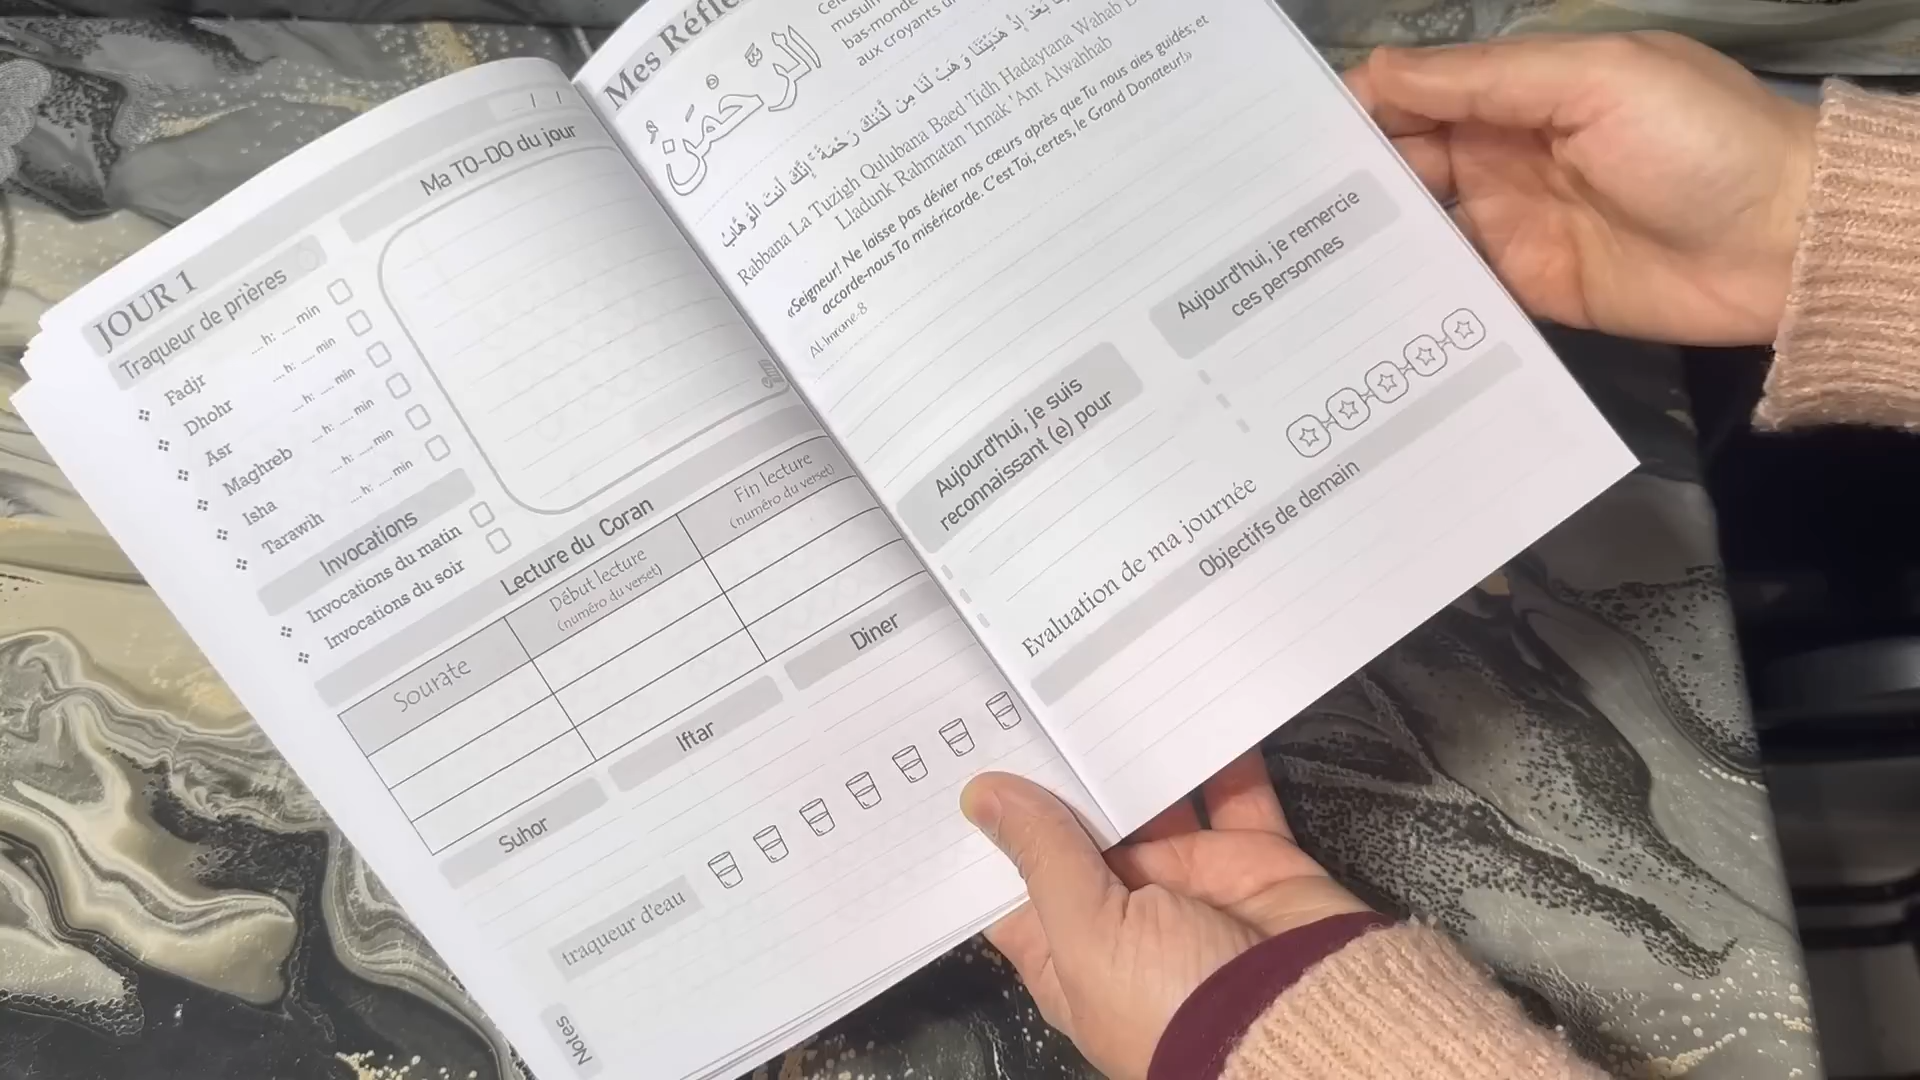 JOUR 1
Traqueur de prières
Fadjr ....h: .... min
Dhohr ....h: .... min
Asr ....h: .... min
Maghreb ....h: .... min
Isha ....h: .... min
Tarawih ....h: .... min
Invocations
Invocations du matin
Invocations du soir
Ma TO-DO du jour
Lecture du Coran
Sourate
Début lecture
(numéro du verset)
Fin lecture
(numéro du verset)
Suhor
Iftar
Diner
traqueur d'eau
Notes
Mes
الرَّحْمَنُ
bas-monde
aux croyants
بَعْدَ إِذْ هَدَيْتَنَا وَهَبْ لَنَا مِن لَّدُنكَ رَحْمَةً ۚ إِنَّكَ أَنتَ الْوَهَّابُ
Rabbana La Tuzigh Qulubana Baed 'Iidh Hadaytana Wahab
Lladunk Rahmatan 'Innak 'Ant Alwahhab
«Seigneur! Ne laisse pas dévier nos cœurs après que Tu nous aies guidés; et
accorde-nous Ta miséricorde. C'est Toi, certes, le Grand Donateur!»
Al-Imrane-8
Aujourd'hui, je suis
reconnaissant (e) pour
Aujourd'hui, je remercie
ces personnes
Evaluation de ma journée
Objectifs de demain